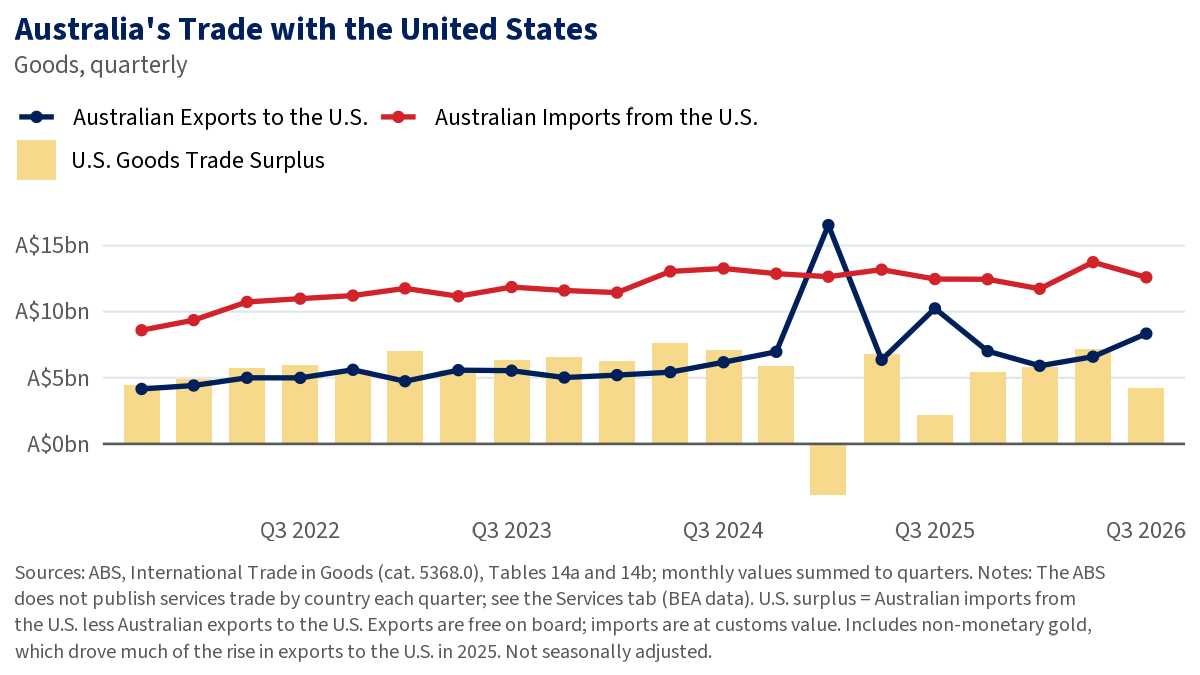 Australia's Trade with the United States
Goods, quarterly
Australian Exports to the U.S. Australian Imports from the U.S.
U.S. Goods Trade Surplus
A$15bn
A$10bn
A$5bn
A$0bn
Q3 2022 Q3 2023 Q3 2024 Q3 2025 Q3 2026
Sources: ABS, International Trade in Goods (cat. 5368.0), Tables 14a and 14b; monthly values summed to quarters. Notes: The ABS
does not publish services trade by country each quarter; see the Services tab (BEA data). U.S. surplus = Australian imports from
the U.S. less Australian exports to the U.S. Exports are free on board; imports are at customs value. Includes non-monetary gold,
which drove much of the rise in exports to the U.S. in 2025. Not seasonally adjusted.